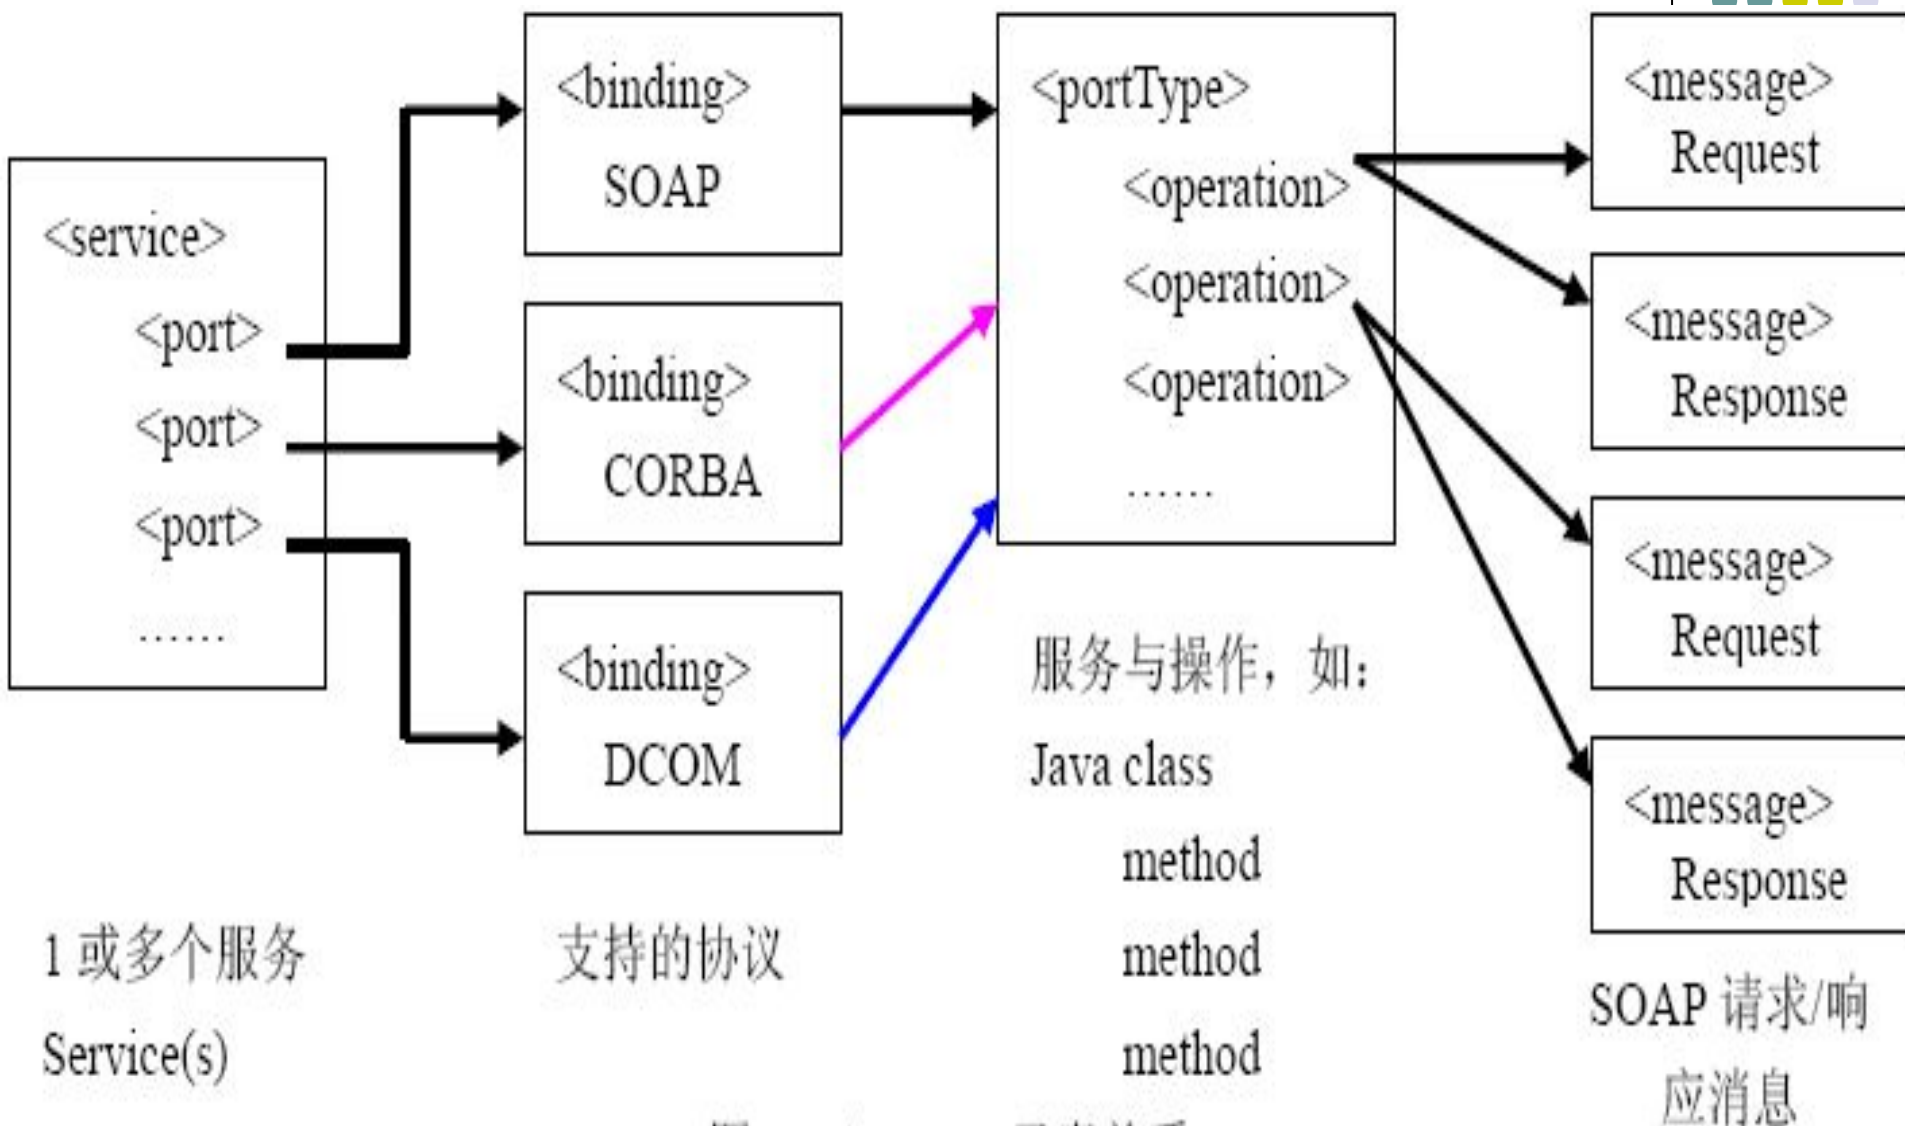 <service>
<port>
<port>
<port>
......
1 或多个服务
Service(s)
<binding>
SOAP
<binding>
CORBA
<binding>
DCOM
支持的协议
<portType>
<operation>
<operation>
<operation>
......
服务与操作，如：
Java class
method
method
method
<message>
Request
<message>
Response
<message>
Request
<message>
Response
SOAP 请求/响
应消息